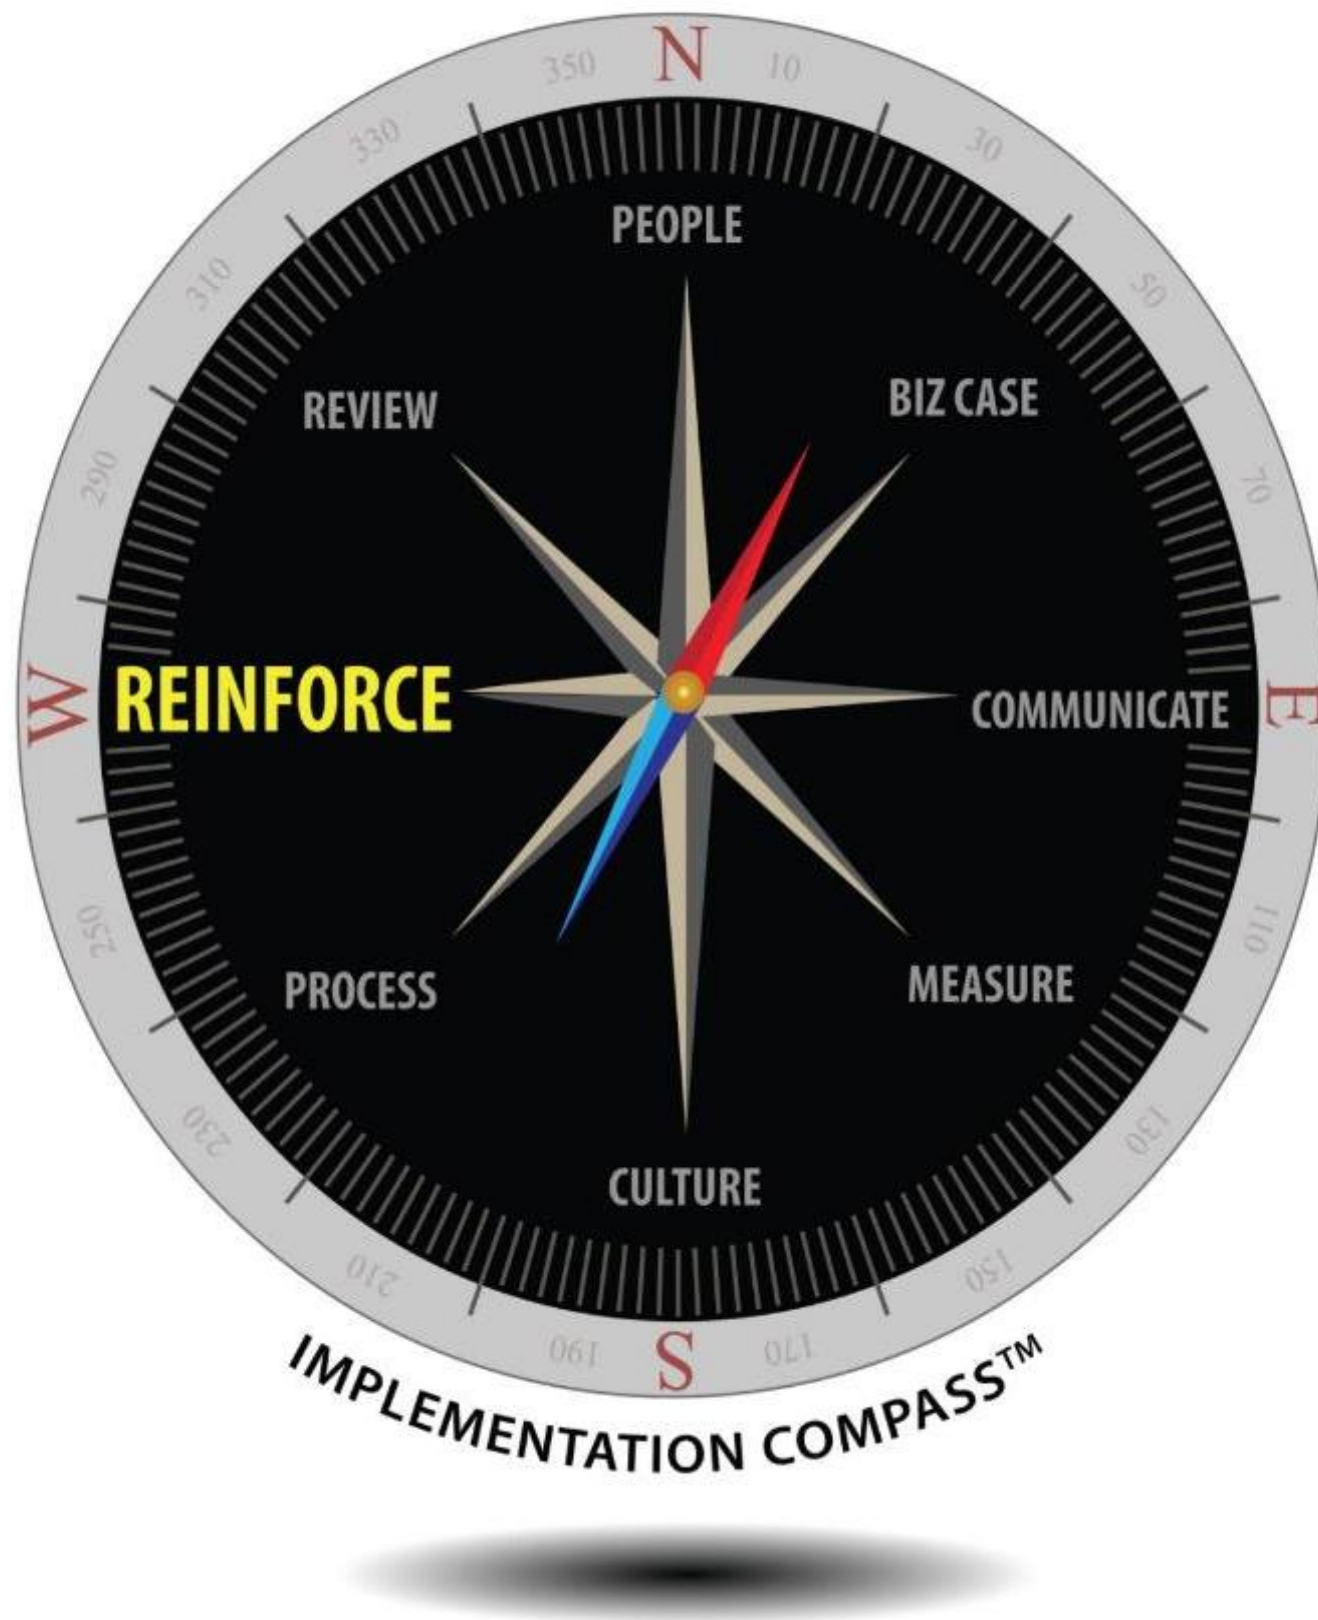 N
350
10
330
30
PEOPLE
310
50
REVIEW
BIZ CASE
290
70
W
REINFORCE
COMMUNICATE
E
250
110
PROCESS
MEASURE
230
130
CULTURE
210
150
190
S
170
IMPLEMENTATION COMPASS™